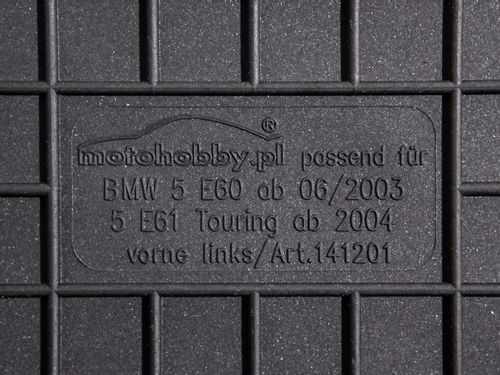 motohobby.pl® passend für
BMW 5 E60 ab 06/2003
5 E61 Touring ab 2004
vorne links/Art.141201